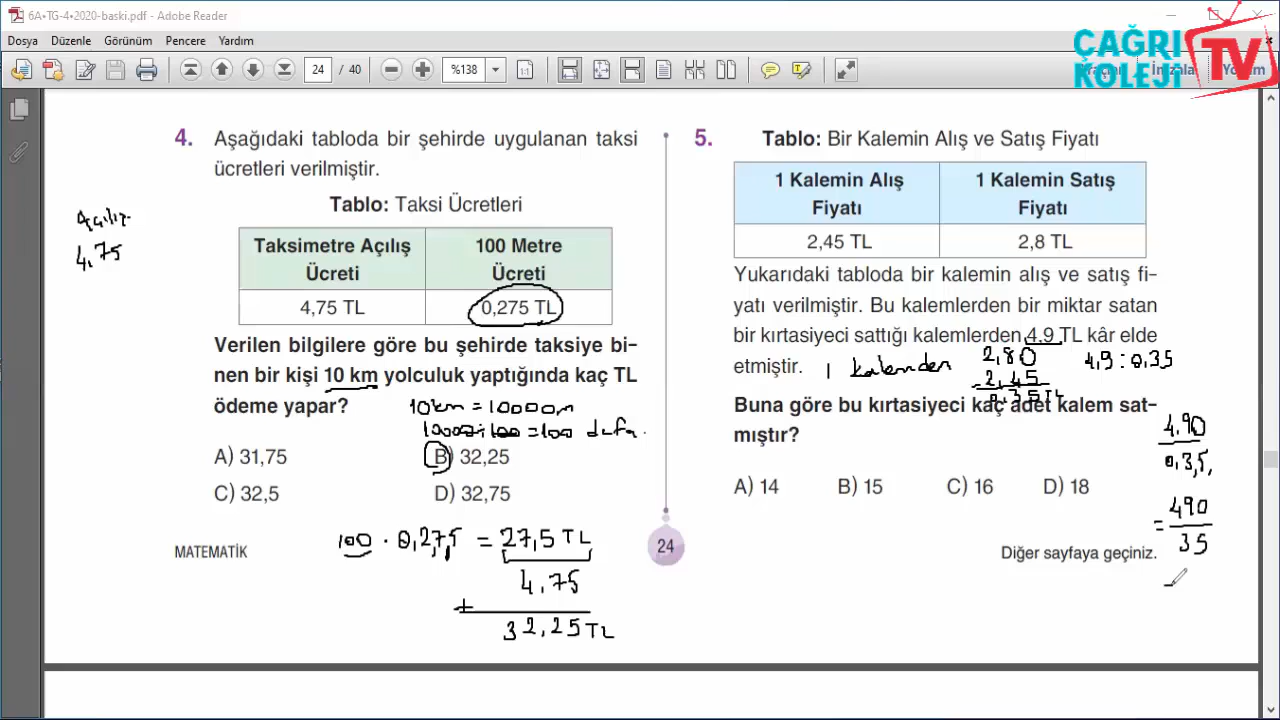 6A•TG-4•2020-baski.pdf - Adobe Reader
Dosya Düzenle Görünüm Pencere Yardım
24 / 40 %138
İmzala Yorum
ÇAĞRI
KOLEJİ TV
4. Aşağıdaki tabloda bir şehirde uygulanan taksi
ücretleri verilmiştir.
Tablo: Taksi Ücretleri
Taksimetre Açılış
Ücreti
100 Metre
Ücreti
4,75 TL
0,275 TL
Açılış
4,75
Verilen bilgilere göre bu şehirde taksiye bi-
nen bir kişi 10 km yolculuk yaptığında kaç TL
ödeme yapar?
10km = 10000m
10000:100 = 100 defa.
A) 31,75 B) 32,25
C) 32,5 D) 32,75
100 . 0,275 = 27,5 TL
4,75
+
32,25 TL
MATEMATİK
24
5. Tablo: Bir Kalemin Alış ve Satış Fiyatı
1 Kalemin Alış
Fiyatı
1 Kalemin Satış
Fiyatı
2,45 TL
2,8 TL
Yukarıdaki tabloda bir kalemin alış ve satış fi-
yatı verilmiştir. Bu kalemlerden bir miktar satan
bir kırtasiyeci sattığı kalemlerden 4,9 TL kâr elde
etmiştir.
1 kalemden
2,80
- 2,45
0,35 TL
4,9 : 0,35
Buna göre bu kırtasiyeci kaç adet kalem sat-
mıştır?
4,90
0,35
= 490
35
A) 14 B) 15 C) 16 D) 18
Diğer sayfaya geçiniz.